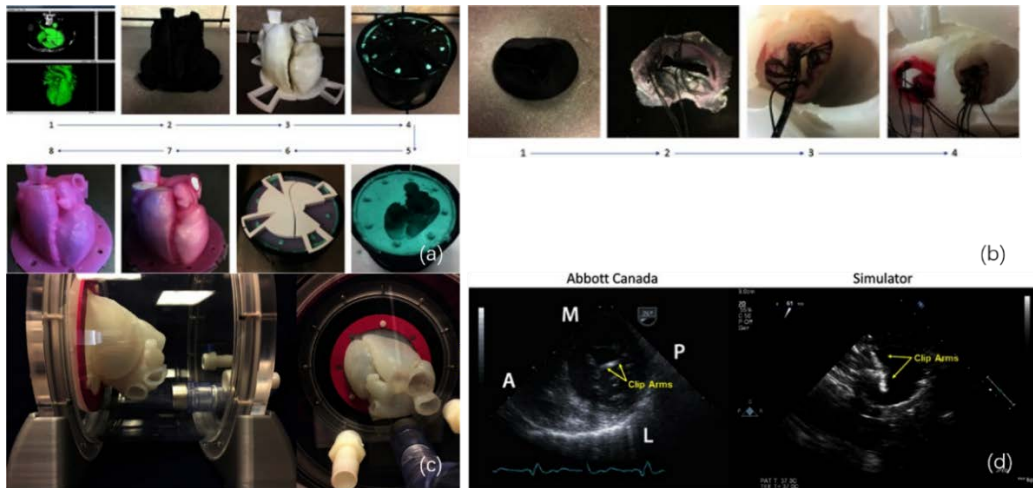 1 2 3 4
8 7 6 5
(a)
1 2 3 4
(b)
(c)
Abbott Canada
Simulator
M
P
A
L
Clip Arms
Clip Arms
(d)